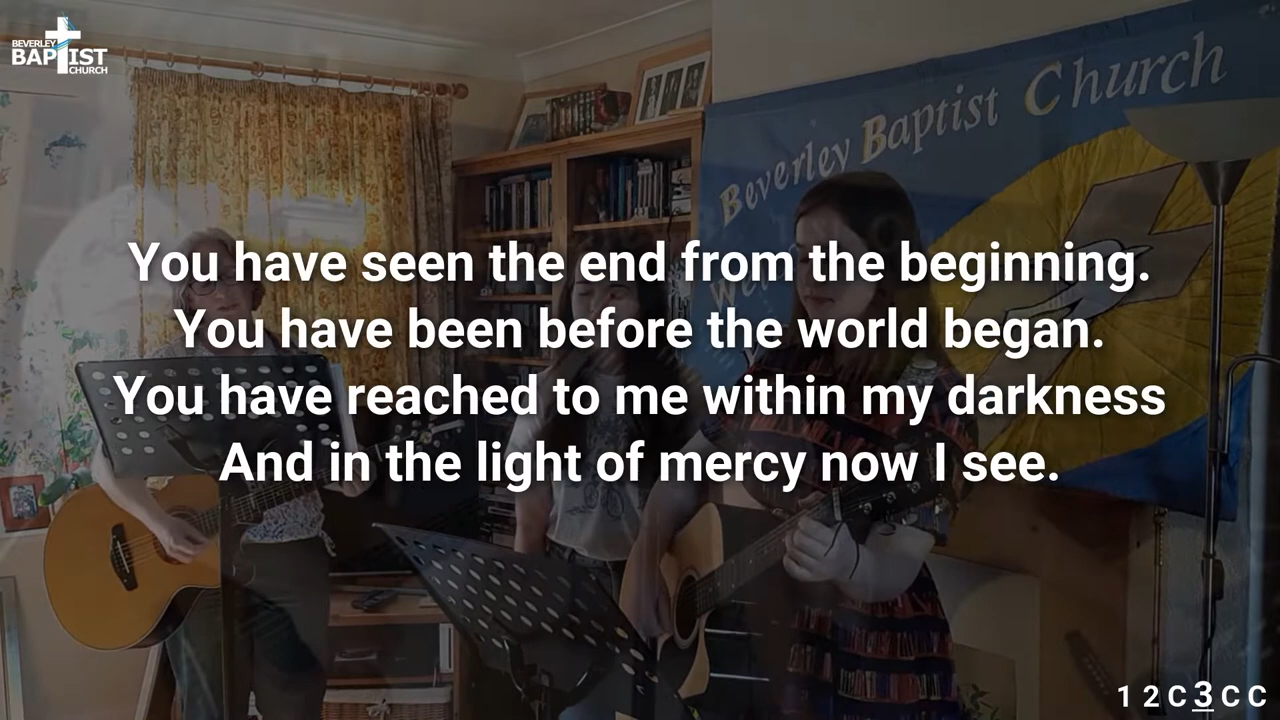 BEVERLEY
BAPTIST
CHURCH
Beverley Baptist Church
You have seen the end from the beginning.
You have been before the world began.
You have reached to me within my darkness
And in the light of mercy now I see.
1 2 C 3 C C